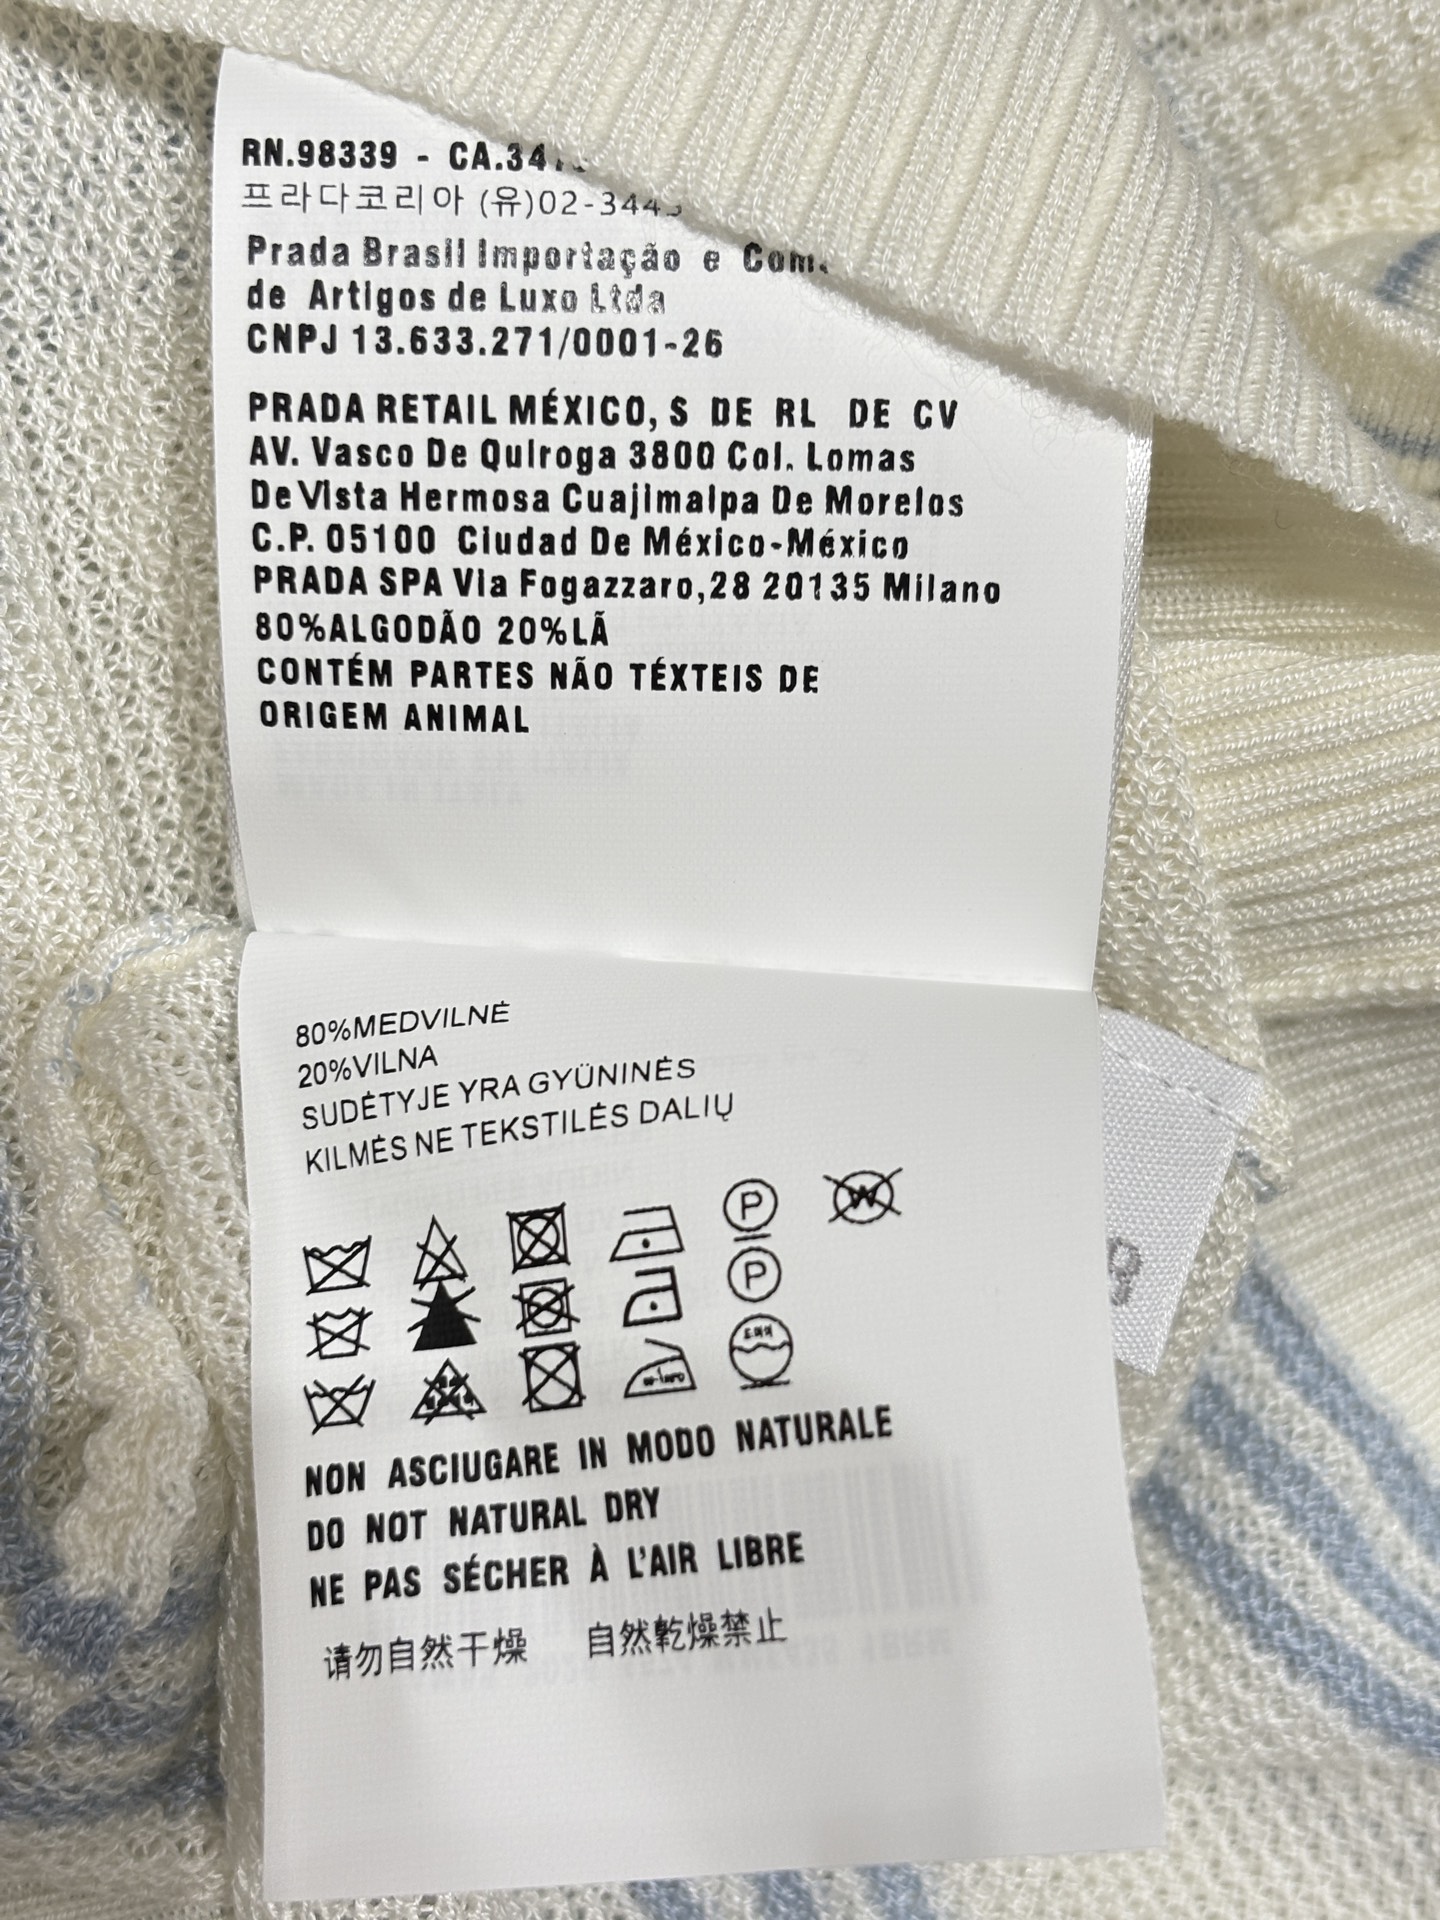 RN.98339 - CA.34
프라다코리아 (유)02-344
Prada Brasil Importação e Com
de Artigos de Luxo Ltda
CNPJ 13.633.271/0001-26
PRADA RETAIL MÉXICO, S DE RL DE CV
AV. Vasco De Quiroga 3800 Col. Lomas
De Vista Hermosa Cuajimalpa De Morelos
C.P. 05100 Ciudad De México-México
PRADA SPA Via Fogazzaro,28 20135 Milano
80%ALGODÃO 20%LÃ
CONTÉM PARTES NÃO TÉXTEIS DE
ORIGEM ANIMAL
80%MEDVILNĖ
20%VILNA
SUDĖTYJE YRA GYŪNINĖS
KILMĖS NE TEKSTILĖS DALIŲ
P W
P
NON ASCIUGARE IN MODO NATURALE
DO NOT NATURAL DRY
NE PAS SÉCHER À L'AIR LIBRE
请勿自然干燥 自然乾燥禁止